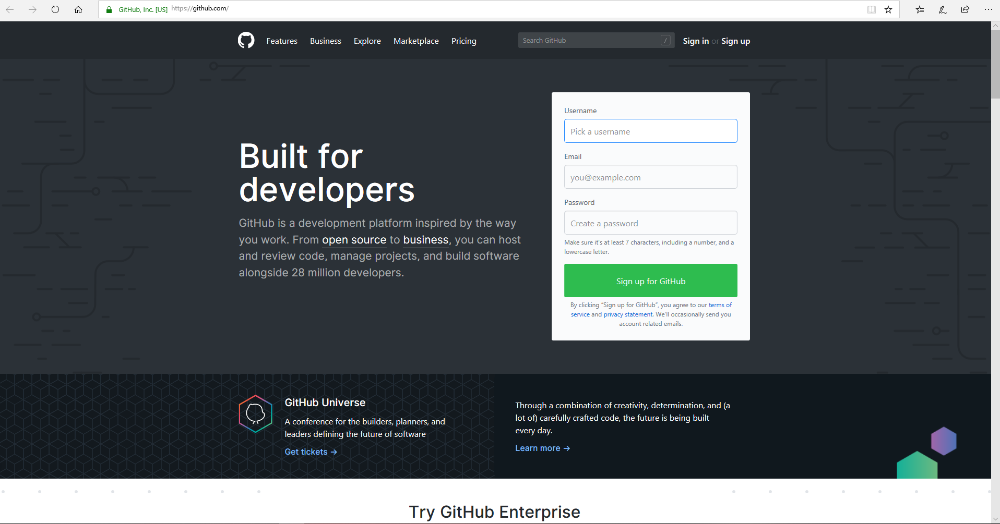 GitHub, Inc. [US] https://github.com/
Features Business Explore Marketplace Pricing Search GitHub / Sign in or Sign up
Built for
developers
GitHub is a development platform inspired by the way
you work. From open source to business, you can host
and review code, manage projects, and build software
alongside 28 million developers.
Username
Pick a username
Email
you@example.com
Password
Create a password
Make sure it's at least 7 characters, including a number, and a
lowercase letter.
Sign up for GitHub
By clicking “Sign up for GitHub”, you agree to our terms of
service and privacy statement. We’ll occasionally send you
account related emails.
GitHub Universe
A conference for the builders, planners, and
leaders defining the future of software
Get tickets →
Through a combination of creativity, determination, and (a
lot of) carefully crafted code, the future is being built
every day.
Learn more →
Try GitHub Enterprise